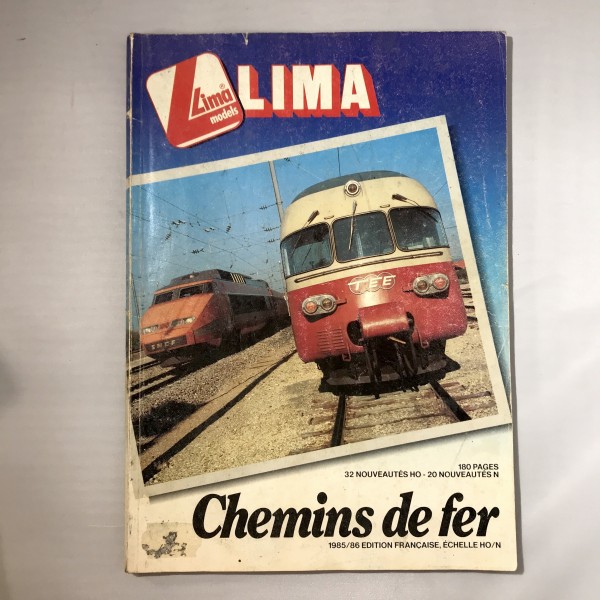 Lima®
models
LIMA
TEE
180 PAGES
32 NOUVEAUTÉS HO - 20 NOUVEAUTÉS N
Chemins de fer
1985/86 EDITION FRANÇAISE, ÉCHELLE HO/N